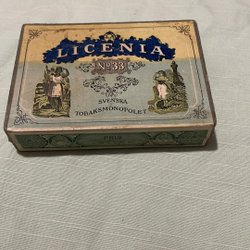 LICENIA
No 33
SVENSKA
TOBAKSMONOPOLET
PRIS